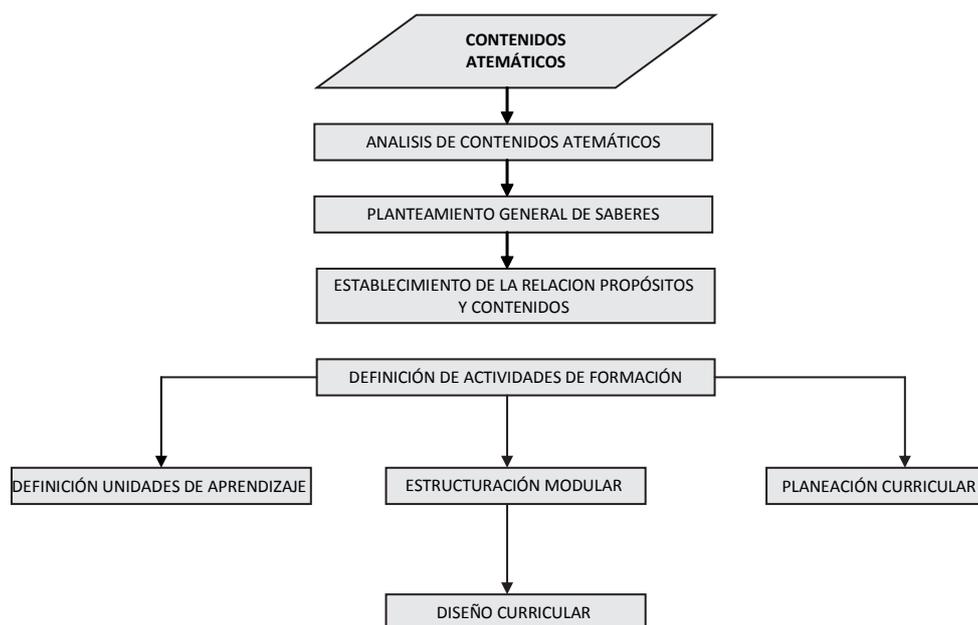 CONTENIDOS
ATEMÁTICOS
ANALISIS DE CONTENIDOS ATEMÁTICOS
PLANTEAMIENTO GENERAL DE SABERES
ESTABLECIMIENTO DE LA RELACION PROPÓSITOS
Y CONTENIDOS
DEFINICIÓN DE ACTIVIDADES DE FORMACIÓN
DEFINICIÓN UNIDADES DE APRENDIZAJE
ESTRUCTURACIÓN MODULAR
PLANEACIÓN CURRICULAR
DISEÑO CURRICULAR